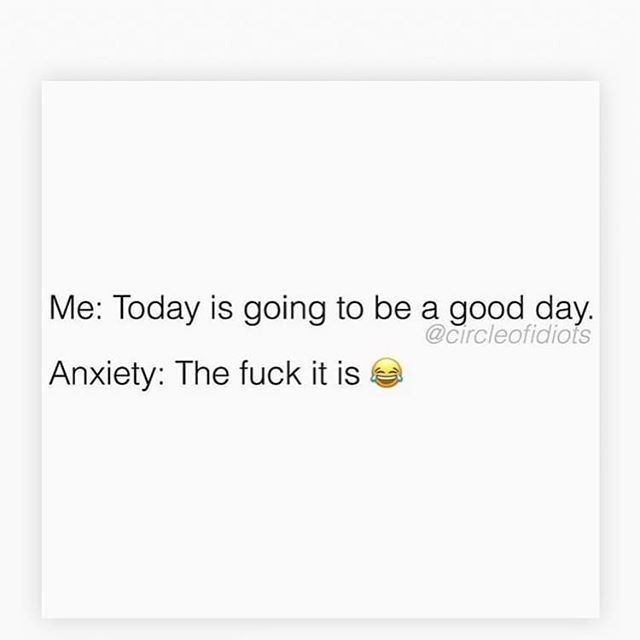 Me: Today is going to be a good day.
@circleofidiots
Anxiety: The fuck it is 😂